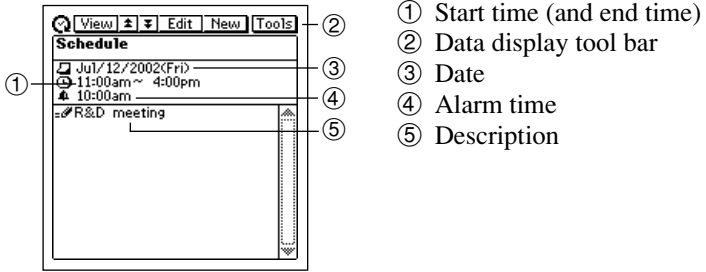 View Edit New Tools
Schedule
Jul/12/2002(Fri)
11:00am~ 4:00pm
10:00am
R&D meeting
①
②
③
④
⑤
① Start time (and end time)
② Data display tool bar
③ Date
④ Alarm time
⑤ Description